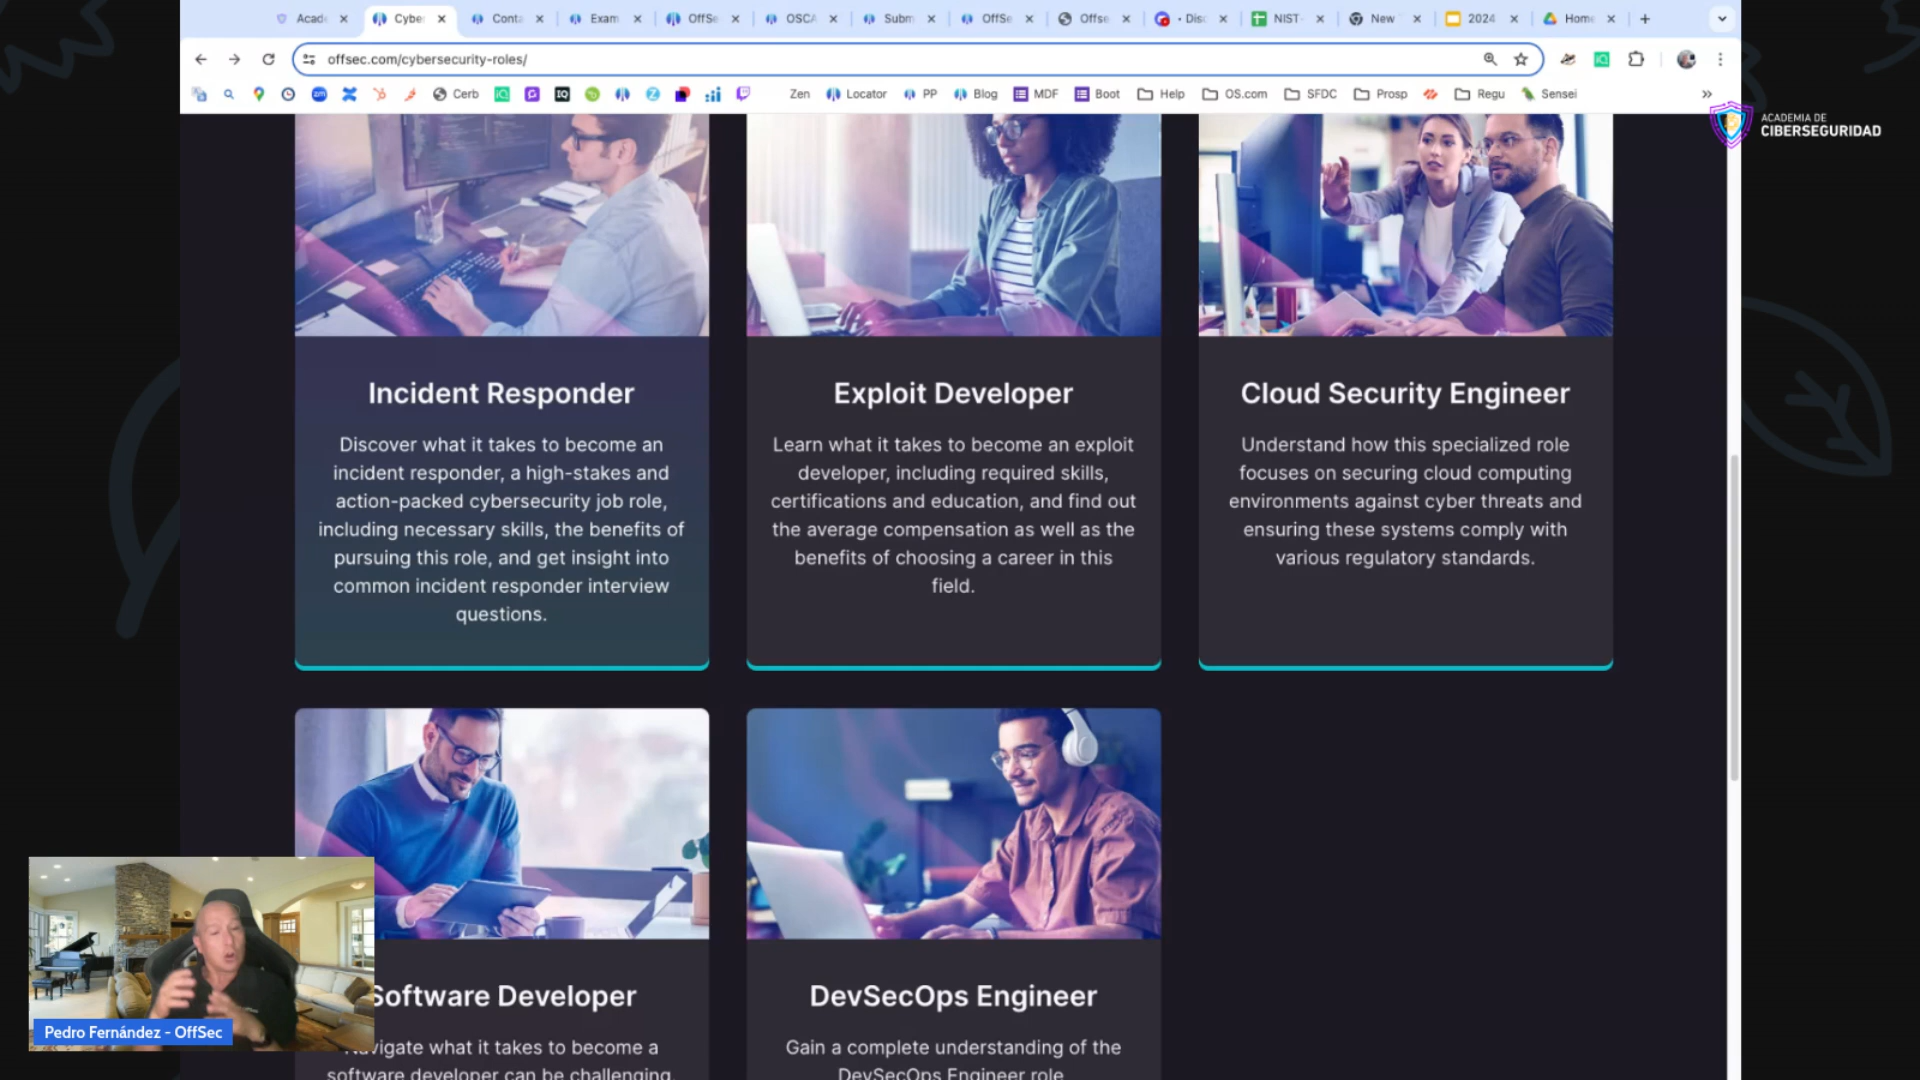 Acad
Cybe
Conta
Exam
OffSe
OSCA
Subm
OffSe
Offse
Disc
NIST-
New
2024
Home
offsec.com/cybersecurity-roles/
Cerb
Zen
Locator
PP
Blog
MDF
Boot
Help
OS.com
SFDC
Prosp
Regu
Sensei
ACADEMIA DE
CIBERSEGURIDAD
Incident Responder
Discover what it takes to become an
incident responder, a high-stakes and
action-packed cybersecurity job role,
including necessary skills, the benefits of
pursuing this role, and get insight into
common incident responder interview
questions.
Exploit Developer
Learn what it takes to become an exploit
developer, including required skills,
certifications and education, and find out
the average compensation as well as the
benefits of choosing a career in this
field.
Cloud Security Engineer
Understand how this specialized role
focuses on securing cloud computing
environments against cyber threats and
ensuring these systems comply with
various regulatory standards.
Software Developer
Navigate what it takes to become a
software developer can be challenging.
DevSecOps Engineer
Gain a complete understanding of the
DevSecOps Engineer role
Pedro Fernández - OffSec